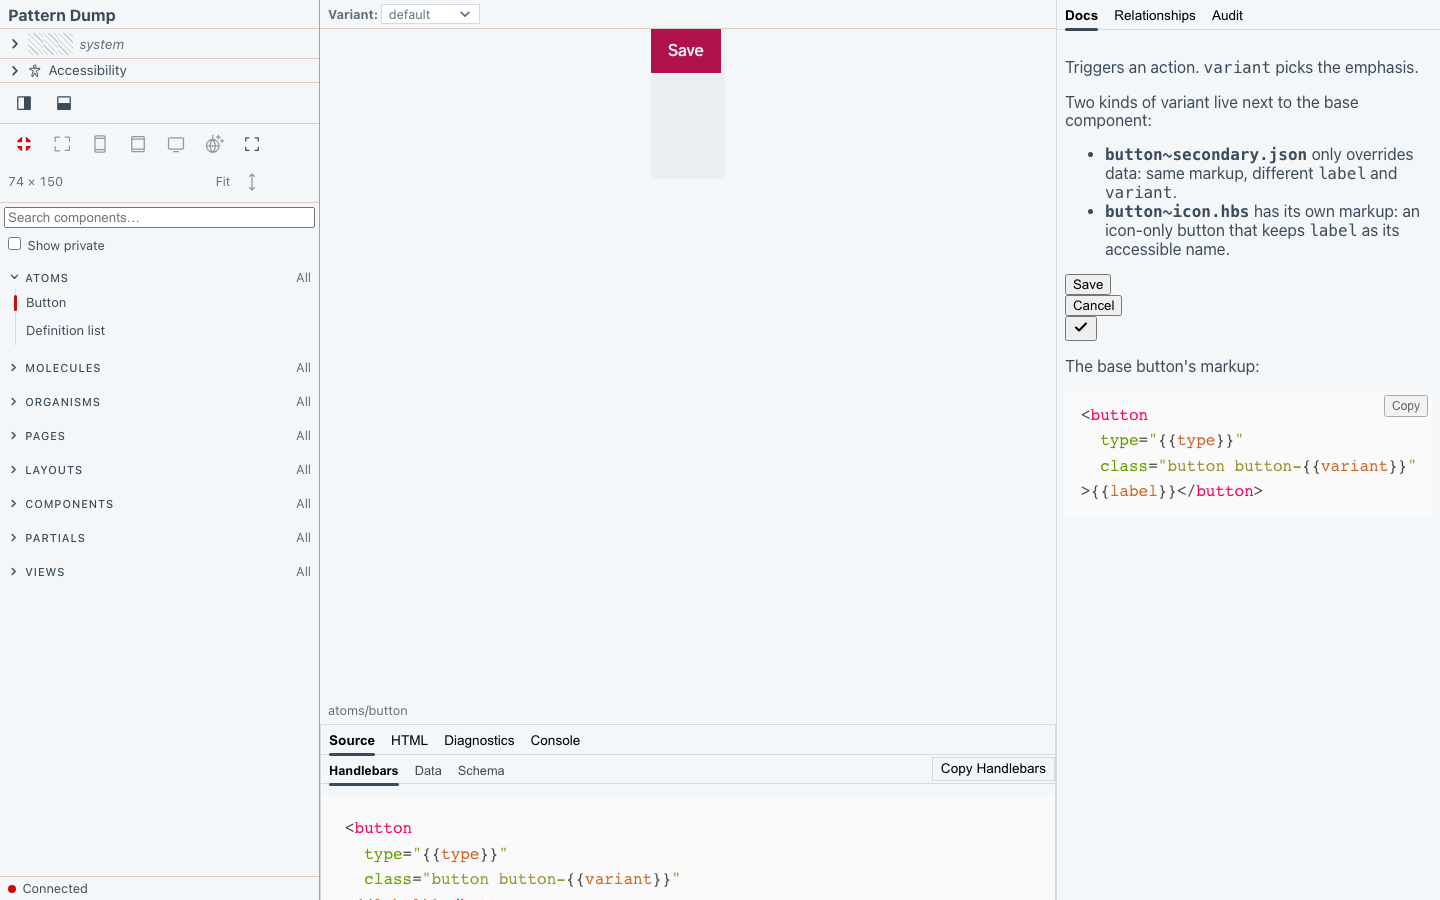 Pattern Dump
system
Accessibility
74 × 150 Fit
Search components...
Show private
ATOMS All
Button
Definition list
MOLECULES All
ORGANISMS All
PAGES All
LAYOUTS All
COMPONENTS All
PARTIALS All
VIEWS All
Connected
Variant: default
Save
atoms/button
Source HTML Diagnostics Console
Handlebars Data Schema Copy Handlebars
<button
type="{{type}}"
class="button button-{{variant}}"
Docs Relationships Audit
Triggers an action. variant picks the emphasis.
Two kinds of variant live next to the base
component:
• button~secondary.json only overrides
data: same markup, different label and
variant.
• button~icon.hbs has its own markup: an
icon-only button that keeps label as its
accessible name.
Save
Cancel
The base button's markup:
Copy
<button
type="{{type}}"
class="button button-{{variant}}"
>{{label}}</button>